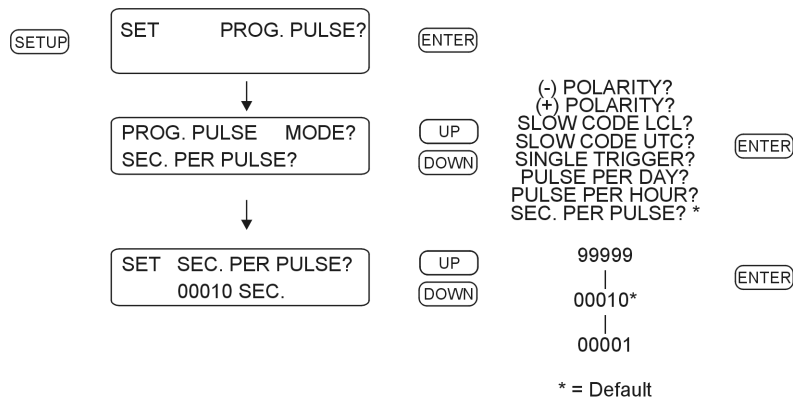 SETUP
SET PROG. PULSE?
ENTER
PROG. PULSE MODE?
SEC. PER PULSE?
UP
DOWN
(-) POLARITY?
(+) POLARITY?
SLOW CODE LCL?
SLOW CODE UTC?
SINGLE TRIGGER?
PULSE PER DAY?
PULSE PER HOUR?
SEC. PER PULSE? *
ENTER
SET SEC. PER PULSE?
00010 SEC.
UP
DOWN
99999
00010*
00001
ENTER
* = Default